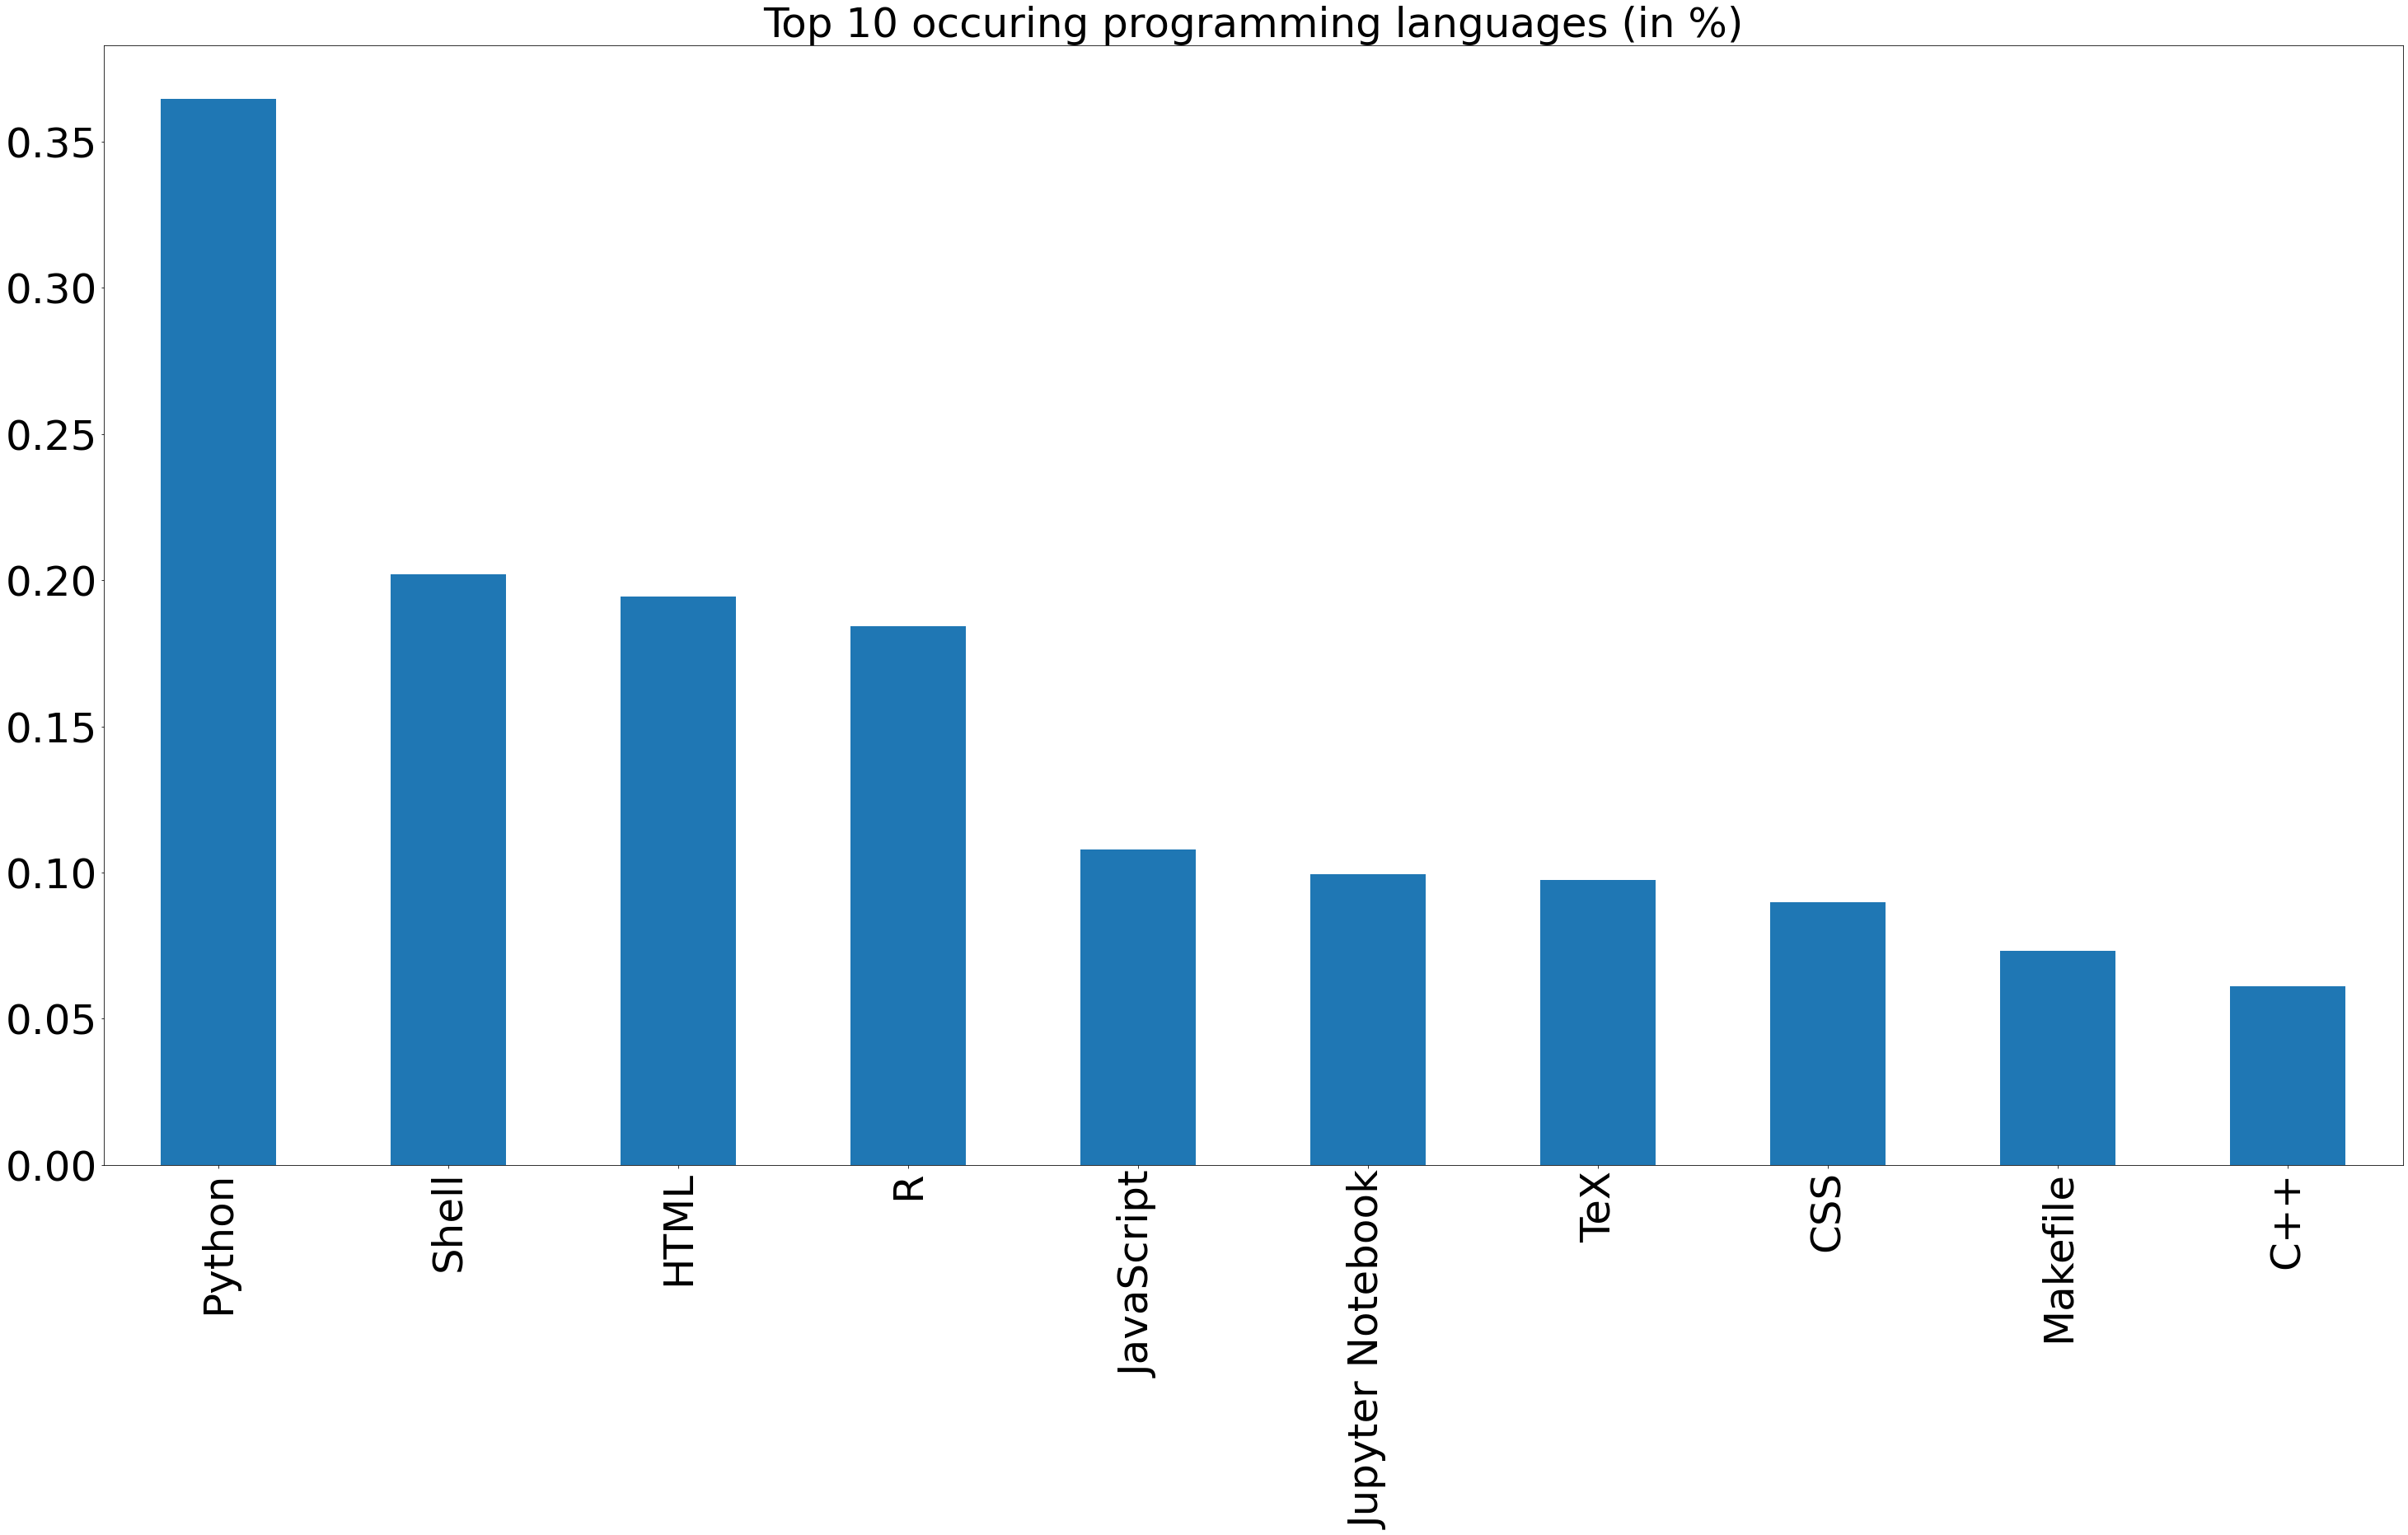 Top 10 occuring programming languages (in %)
0.35
0.30
0.25
0.20
0.15
0.10
0.05
0.00
Python
Shell
HTML
R
JavaScript
Jupyter Notebook
TeX
CSS
Makefile
C++